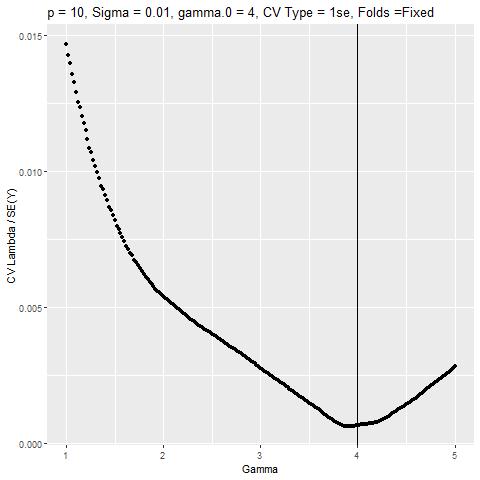 p = 10, Sigma = 0.01, gamma.0 = 4, CV Type = 1se, Folds =Fixed
0.015
0.010
0.005
0.000
CV Lambda / SE(Y)
1 2 3 4 5
Gamma